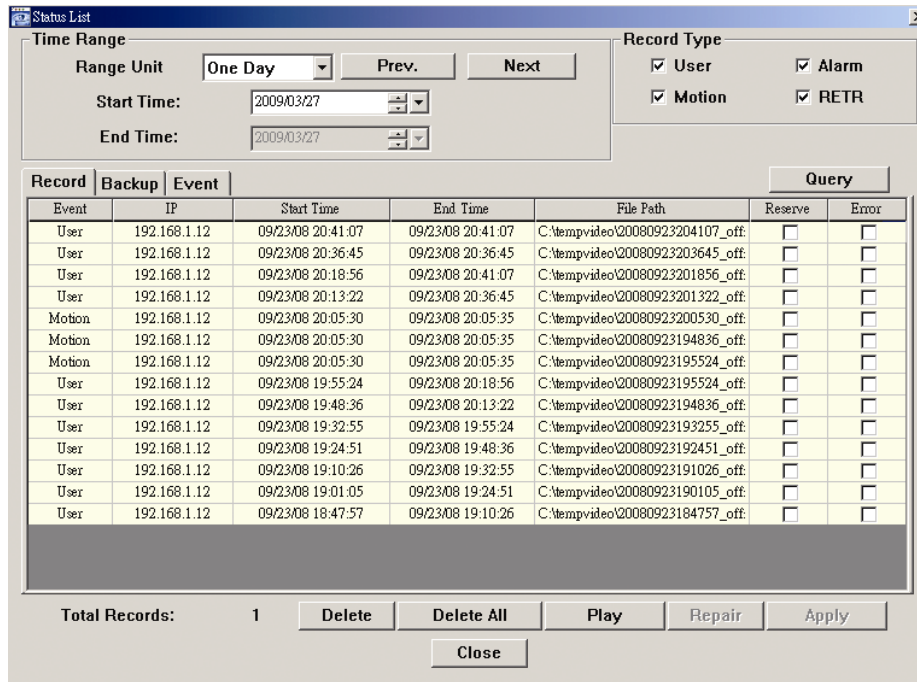 Status List
Time Range
Range Unit One Day Prev. Next
Start Time: 2009/03/27
End Time: 2009/03/27
Record Type
User Alarm
Motion RETR
Record Backup Event
Query
Event IP Start Time End Time File Path Reserve Error
User 192.168.1.12 09/23/08 20:41:07 09/23/08 20:41:07 C:\tempvideo\20080923204107_off:
User 192.168.1.12 09/23/08 20:36:45 09/23/08 20:36:45 C:\tempvideo\20080923203645_off:
User 192.168.1.12 09/23/08 20:18:56 09/23/08 20:41:07 C:\tempvideo\20080923201856_off:
User 192.168.1.12 09/23/08 20:13:22 09/23/08 20:36:45 C:\tempvideo\20080923201322_off:
Motion 192.168.1.12 09/23/08 20:05:30 09/23/08 20:05:35 C:\tempvideo\20080923200530_off:
Motion 192.168.1.12 09/23/08 20:05:30 09/23/08 20:05:35 C:\tempvideo\20080923194836_off:
Motion 192.168.1.12 09/23/08 20:05:30 09/23/08 20:05:35 C:\tempvideo\20080923195524_off:
User 192.168.1.12 09/23/08 19:55:24 09/23/08 20:18:56 C:\tempvideo\20080923195524_off:
User 192.168.1.12 09/23/08 19:48:36 09/23/08 20:13:22 C:\tempvideo\20080923194836_off:
User 192.168.1.12 09/23/08 19:32:55 09/23/08 19:55:24 C:\tempvideo\20080923193255_off:
User 192.168.1.12 09/23/08 19:24:51 09/23/08 19:48:36 C:\tempvideo\20080923192451_off:
User 192.168.1.12 09/23/08 19:10:26 09/23/08 19:32:55 C:\tempvideo\20080923191026_off:
User 192.168.1.12 09/23/08 19:01:05 09/23/08 19:24:51 C:\tempvideo\20080923190105_off:
User 192.168.1.12 09/23/08 18:47:57 09/23/08 19:10:26 C:\tempvideo\20080923184757_off:
Total Records: 1 Delete Delete All Play Repair Apply
Close